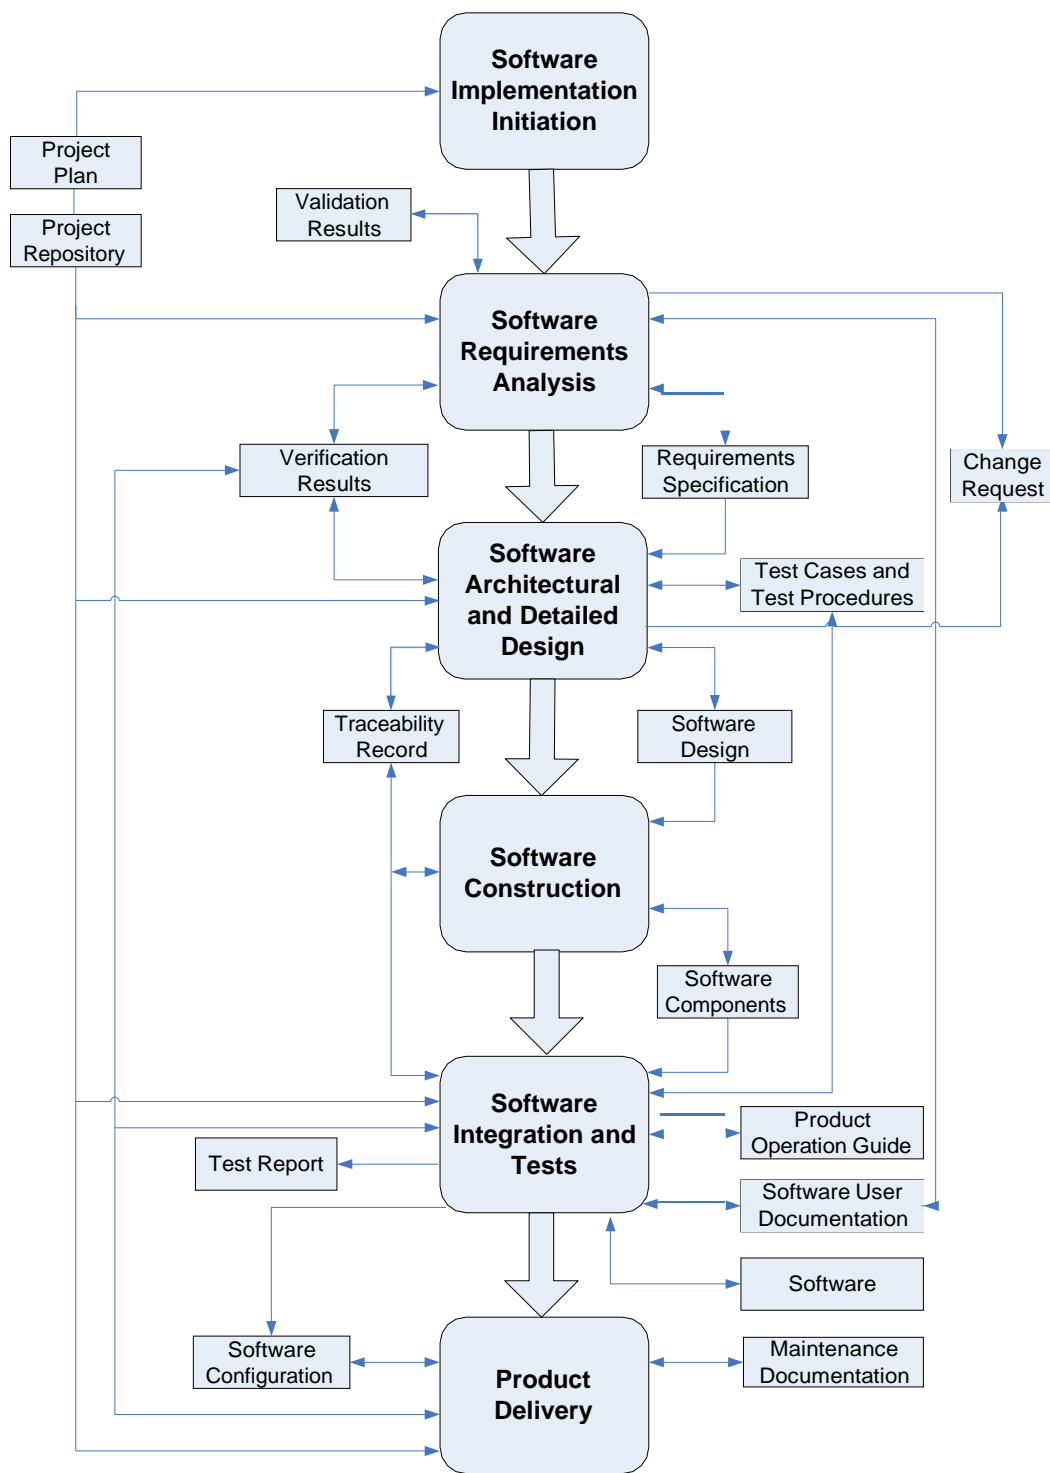 Software
Implementation
Initiation
Project
Plan
Validation
Results
Project
Repository
Software
Requirements
Analysis
Verification
Results
Requirements
Specification
Change
Request
Software
Architectural
and Detailed
Design
Test Cases and
Test Procedures
Traceability
Record
Software
Design
Software
Construction
Software
Components
Software
Integration and
Tests
Product
Operation Guide
Test Report
Software User
Documentation
Software
Software
Configuration
Product
Delivery
Maintenance
Documentation